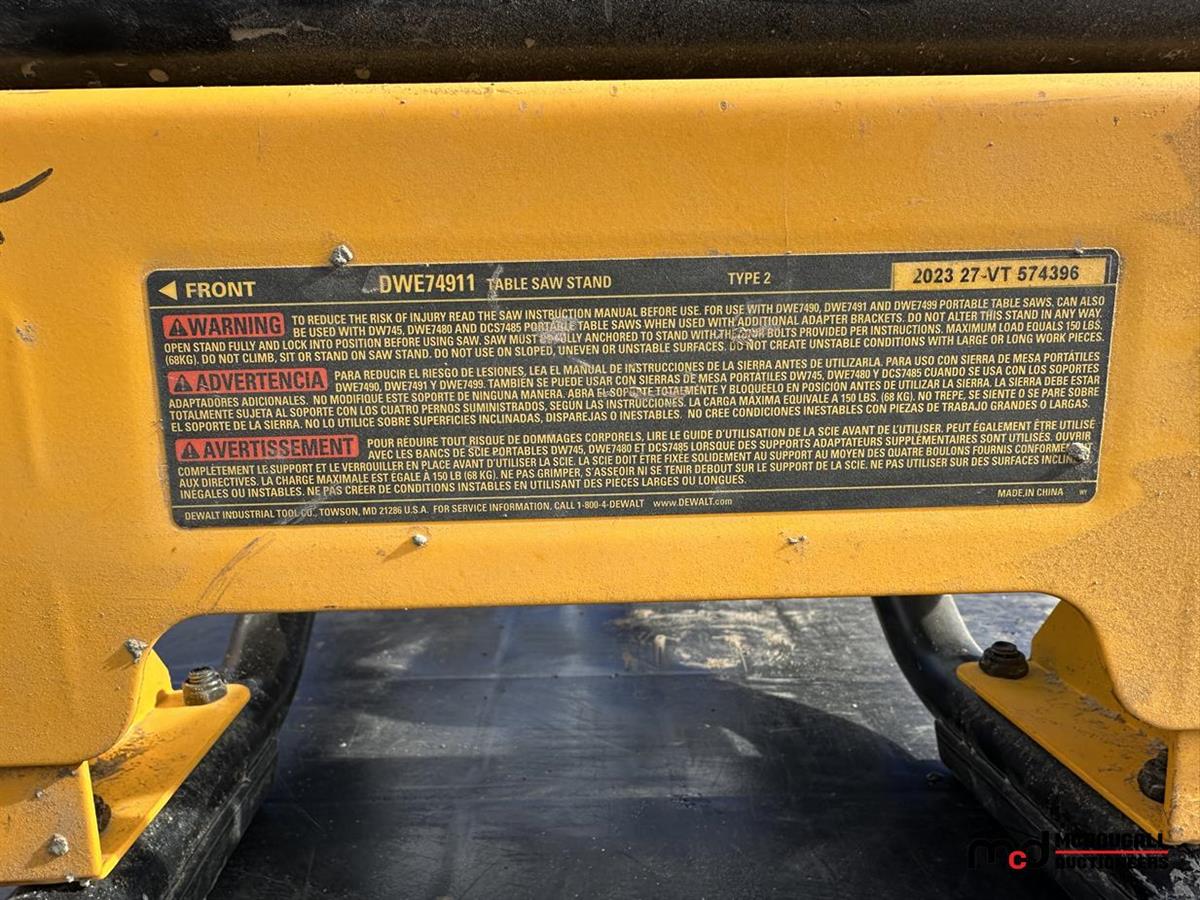 FRONT DWE74911 TABLE SAW STAND TYPE 2 2023 27-VT 574396
WARNING TO REDUCE THE RISK OF INJURY READ THE SAW INSTRUCTION MANUAL BEFORE USE. FOR USE WITH DWE7490, DWE7491 AND DWE7499 PORTABLE TABLE SAWS. CAN ALSO
BE USED WITH DW745, DWE7480 AND DCS7485 PORTABLE TABLE SAWS WHEN USED WITH ADDITIONAL ADAPTER BRACKETS. DO NOT ALTER THIS STAND IN ANY WAY.
OPEN STAND FULLY AND LOCK INTO POSITION BEFORE USING SAW. SAW MUST BE FULLY ANCHORED TO STAND WITH THE FOUR BOLTS PROVIDED PER INSTRUCTIONS. MAXIMUM LOAD EQUALS 150 LBS.
(68KG). DO NOT CLIMB, SIT OR STAND ON SAW STAND. DO NOT USE ON SLOPED, UNEVEN OR UNSTABLE SURFACES. DO NOT CREATE UNSTABLE CONDITIONS WITH LARGE OR LONG WORK PIECES.
ADVERTENCIA PARA REDUCIR EL RIESGO DE LESIONES, LEA EL MANUAL DE INSTRUCCIONES DE LA SIERRA ANTES DE UTILIZARLA. PARA USO CON SIERRA DE MESA PORTÁTILES
DWE7490, DWE7491 Y DWE7499. TAMBIÉN SE PUEDE USAR CON SIERRAS DE MESA PORTATILES DW745, DWE7480 Y DCS7485 CUANDO SE USA CON LOS SOPORTES
ADAPTADORES ADICIONALES. NO MODIFIQUE ESTE SOPORTE DE NINGUNA MANERA. ABRA EL SOPORTE TOTALMENTE Y BLOQUÉELO EN POSICIÓN ANTES DE UTILIZAR LA SIERRA. LA SIERRA DEBE ESTAR
TOTALMENTE SUJETA AL SOPORTE CON LOS CUATRO PERNOS SUMINISTRADOS, SEGÚN LAS INSTRUCCIONES. LA CARGA MÁXIMA EQUIVALE A 150 LBS. (68 KG). NO TREPE, SE SIENTE O SE PARE SOBRE
EL SOPORTE DE LA SIERRA. NO LO UTILICE SOBRE SUPERFICIES INCLINADAS, DISPAREJAS O INESTABLES. NO CREE CONDICIONES INESTABLES CON PIEZAS DE TRABAJO GRANDES O LARGAS.
AVERTISSEMENT POUR RÉDUIRE TOUT RISQUE DE DOMMAGES CORPORELS, LIRE LE GUIDE D'UTILISATION DE LA SCIE AVANT DE L'UTILISER. PEUT ÉGALEMENT ÊTRE UTILISÉ
AVEC LES BANCS DE SCIE PORTABLES DW745, DWE7480 ET DCS7485 LORSQUE DES SUPPORTS ADAPTATEURS SUPPLÉMENTAIRES SONT UTILISÉS. OUVRIR
COMPLÈTEMENT LE SUPPORT ET LE VERROUILLER EN PLACE AVANT D'UTILISER LA SCIE. LA SCIE DOIT ÊTRE FIXÉE SOLIDEMENT AU SUPPORT AU MOYEN DES QUATRE BOULONS FOURNIS
AUX DIRECTIVES. LA CHARGE MAXIMALE EST ÉGALE À 150 LB (68 KG). NE PAS GRIMPER, S'ASSEOIR NI SE TENIR DEBOUT SUR LE SUPPORT DE LA SCIE. NE PAS UTILISER SUR DES SURFACES
INÉGALES OU INSTABLES. NE PAS CRÉER DE CONDITIONS INSTABLES EN UTILISANT DES PIÈCES LARGES OU LONGUES.
DEWALT INDUSTRIAL TOOL CO., TOWSON, MD 21286 U.S.A. FOR SERVICE INFORMATION, CALL 1-800-4-DEWALT www.DEWALT.com MADE IN CHINA WY
mcd MCDOUGALL
AUCTIONEERS